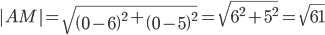 |AM| = √(0 − 6)² + (0 − 5)² = √6² + 5² = √61